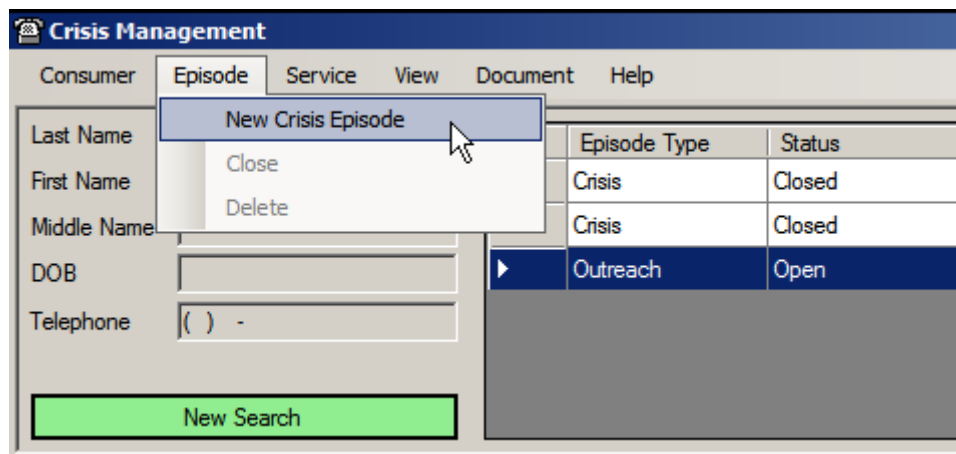 Crisis Management
Consumer Episode Service View Document Help
New Crisis Episode
Close
Delete
Last Name
First Name
Middle Name
DOB
Telephone ( ) -
New Search
Episode Type Status
Crisis Closed
Crisis Closed
Outreach Open